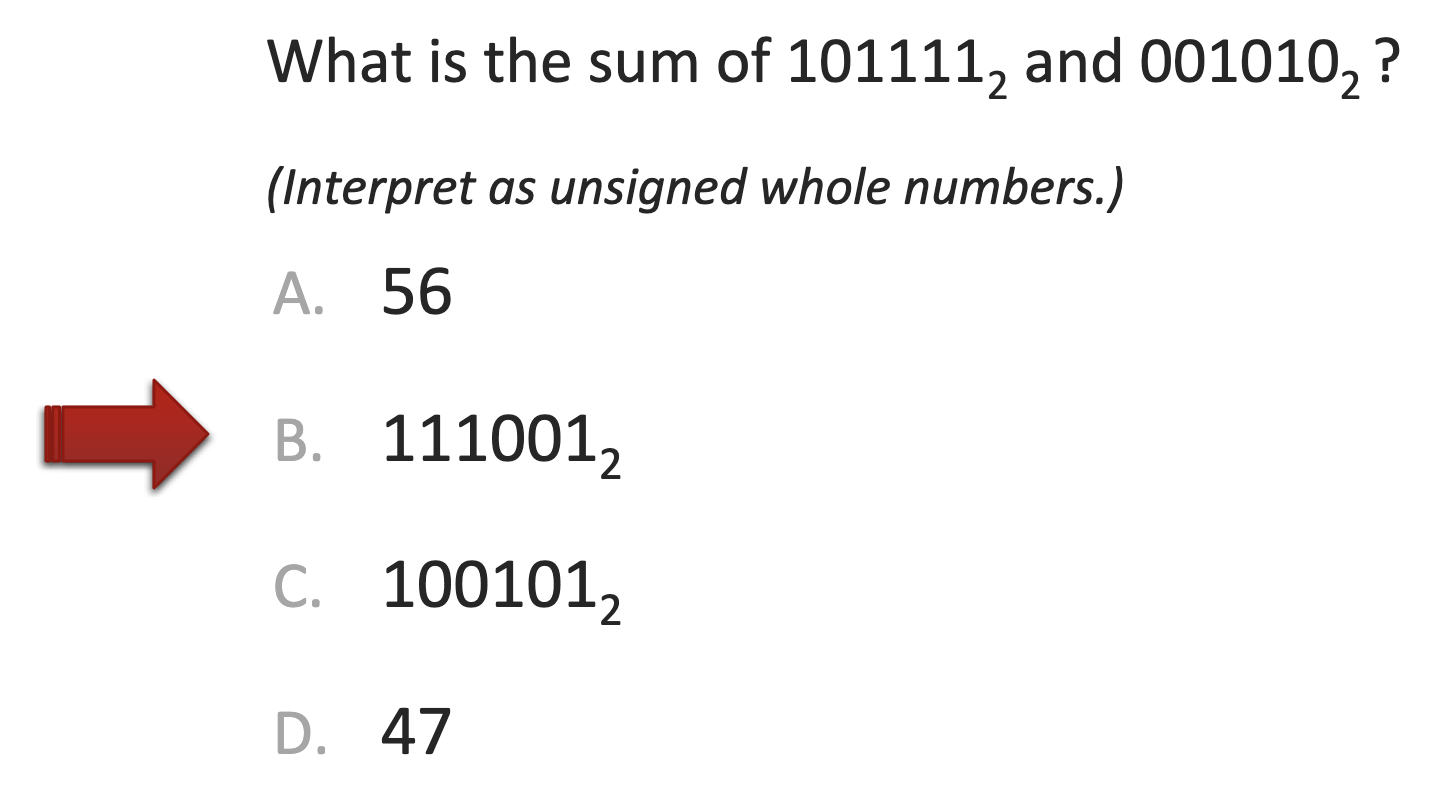 What is the sum of 101111₂ and 001010₂ ?
(Interpret as unsigned whole numbers.)
A. 56
B. 111001₂
C. 100101₂
D. 47